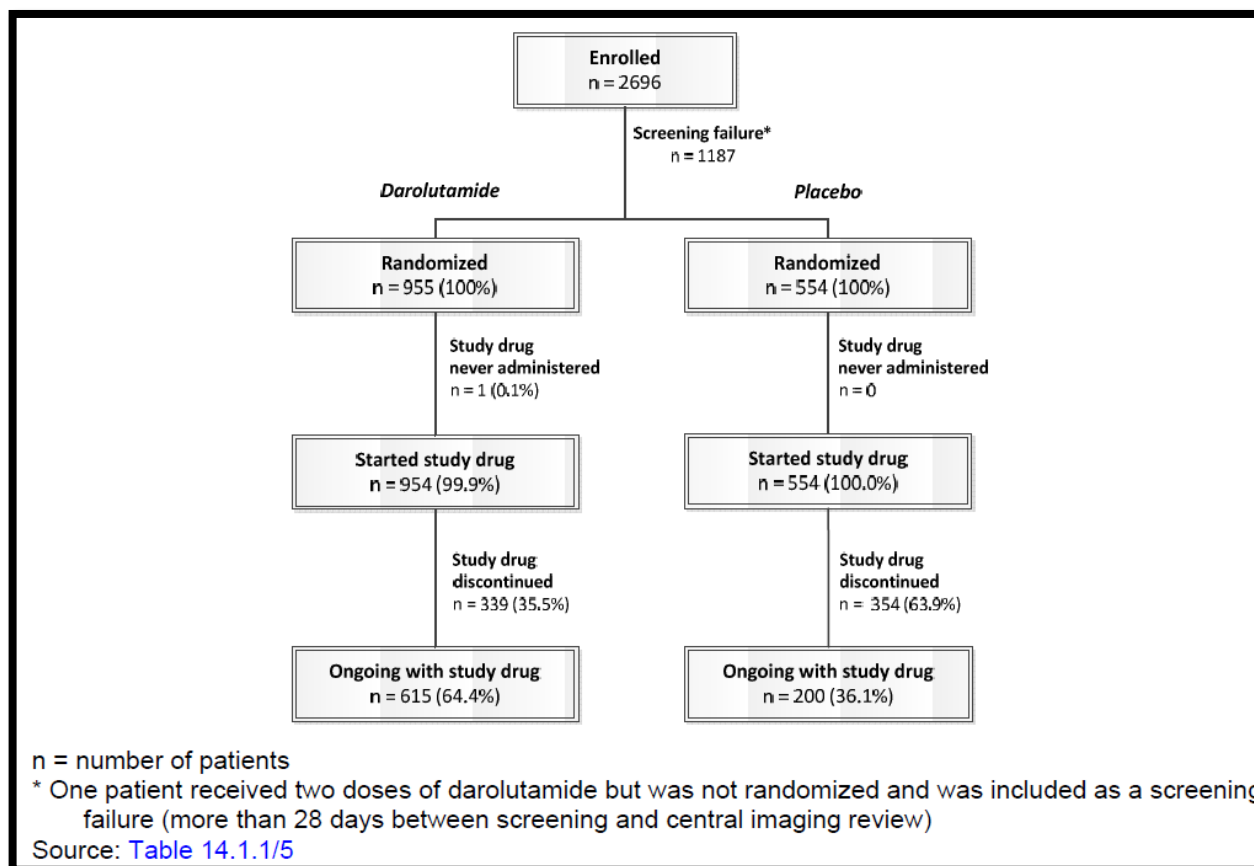 Enrolled
n = 2696
Screening failure*
n = 1187
Darolutamide
Placebo
Randomized
n = 955 (100%)
Randomized
n = 554 (100%)
Study drug
never administered
n = 1 (0.1%)
Study drug
never administered
n = 0
Started study drug
n = 954 (99.9%)
Started study drug
n = 554 (100.0%)
Study drug
discontinued
n = 339 (35.5%)
Study drug
discontinued
n = 354 (63.9%)
Ongoing with study drug
n = 615 (64.4%)
Ongoing with study drug
n = 200 (36.1%)
n = number of patients
* One patient received two doses of darolutamide but was not randomized and was included as a screening
failure (more than 28 days between screening and central imaging review)
Source: Table 14.1.1/5